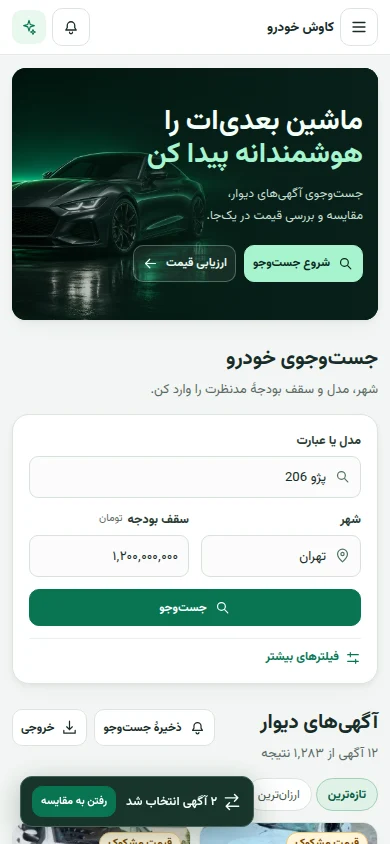 کاوش خودرو
ماشین بعدی‌ات را
هوشمندانه پیدا کن
جست‌وجوی آگهی‌های دیوار،
مقایسه و بررسی قیمت در یک‌جا.
شروع جست‌وجو
ارزیابی قیمت
جست‌وجوی خودرو
شهر، مدل و سقف بودجهٔ مدنظرت را وارد کن.
مدل یا عبارت
پژو 206
شهر
سقف بودجه تومان
تهران
۱,۲۰۰,۰۰۰,۰۰۰
جست‌وجو
فیلترهای بیشتر
آگهی‌های دیوار
ذخیرهٔ جست‌وجو
خروجی
۱۲ آگهی از ۱,۲۸۳ نتیجه
تازه‌ترین
ارزان‌ترین
۲ آگهی انتخاب شد
رفتن به مقایسه
قیمت مشکوک
قیمت مشکوک